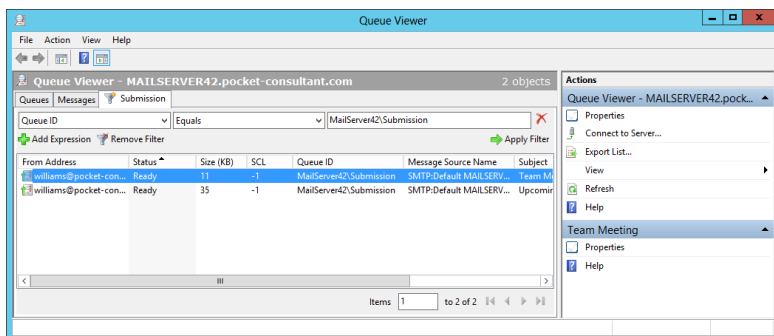 Queue Viewer
File Action View Help
Queue Viewer - MAILSERVER42.pocket-consultant.com 2 objects
Queues Messages Submission
Queue ID Equals MailServer42\Submission
Add Expression Remove Filter Apply Filter
From Address Status Size (KB) SCL Queue ID Message Source Name Subject
williams@pocket-con... Ready 11 -1 MailServer42\Submission SMTP:Default MAILSERV... Team M
williams@pocket-con... Ready 35 -1 MailServer42\Submission SMTP:Default MAILSERV... Upcomin
Items 1 to 2 of 2
Actions
Queue Viewer - MAILSERVER42.pock...
Properties
Connect to Server...
Export List...
View
Refresh
Help
Team Meeting
Properties
Help